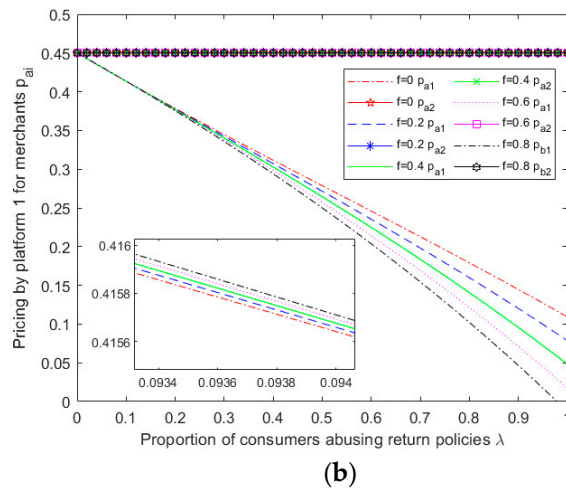 0.5
0.45
0.4
0.35
0.3
0.25
0.2
0.15
0.1
0.05
0
Pricing by platform 1 for merchants p_ai
f=0 p_a1
f=0 p_a2
f=0.2 p_a1
f=0.2 p_a2
f=0.4 p_a1
f=0.4 p_a2
f=0.6 p_a1
f=0.6 p_a2
f=0.8 p_b1
f=0.8 p_b2
0.416
0.4158
0.4156
0.0934 0.0936 0.0938 0.094
0 0.1 0.2 0.3 0.4 0.5 0.6 0.7 0.8 0.9 1
Proportion of consumers abusing return policies λ
(b)